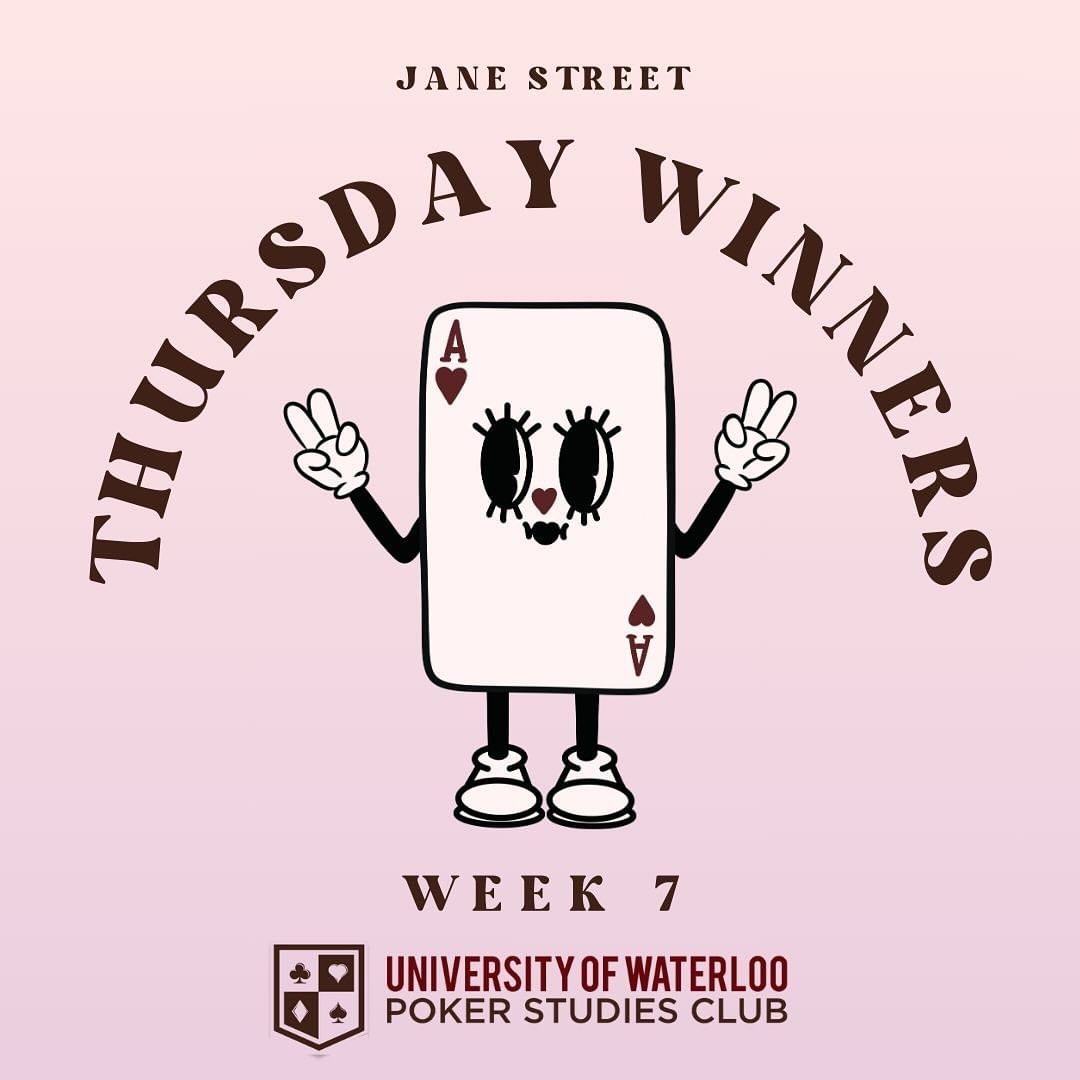 JANE STREET
THURSDAY WINNERS
A
A
WEEK 7
UNIVERSITY OF WATERLOO
POKER STUDIES CLUB